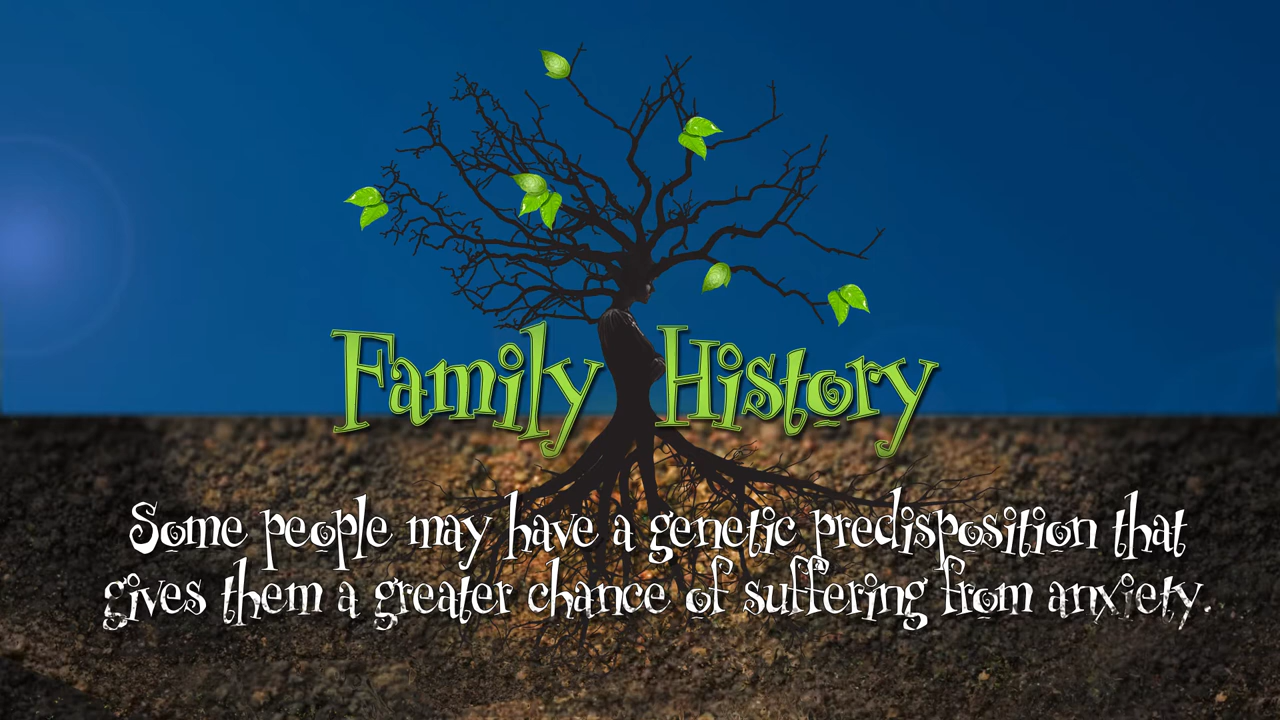 Family History
Some people may have a genetic predisposition that
gives them a greater chance of suffering from anxiety.